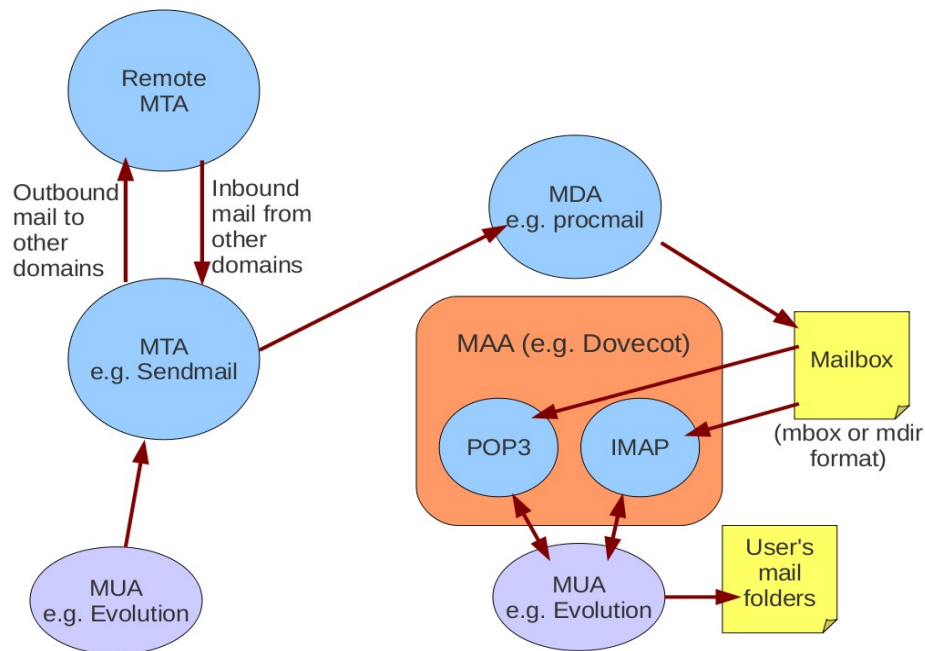 Remote
MTA
Outbound
mail to
other
domains
Inbound
mail from
other
domains
MDA
e.g. procmail
MTA
e.g. Sendmail
MAA (e.g. Dovecot)
Mailbox
POP3
IMAP
(mbox or mdir
format)
MUA
e.g. Evolution
MUA
e.g. Evolution
User's
mail
folders